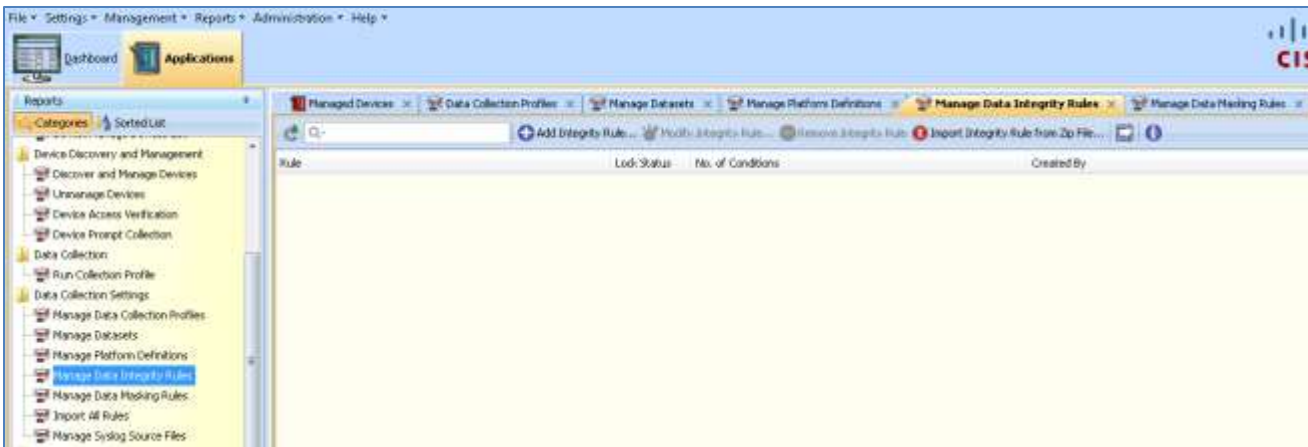 File Settings Management Reports Administration Help
Dashboard Applications
CIS
Reports
Categories Sorted List
Device Discovery and Management
Discover and Manage Devices
Unmanage Devices
Device Access Verification
Device Prompt Collection
Data Collection
Run Collection Profile
Data Collection Settings
Manage Data Collection Profiles
Manage Datasets
Manage Platform Definitions
Manage Data Integrity Rules
Manage Data Masking Rules
Import All Rules
Manage Syslog Source Files
Managed Devices Data Collection Profiles Manage Datasets Manage Platform Definitions Manage Data Integrity Rules Manage Data Masking Rules
Add Integrity Rule... Modify Integrity Rule... Remove Integrity Rule Import Integrity Rule from Zip File...
Rule Lock Status No. of Conditions Created By